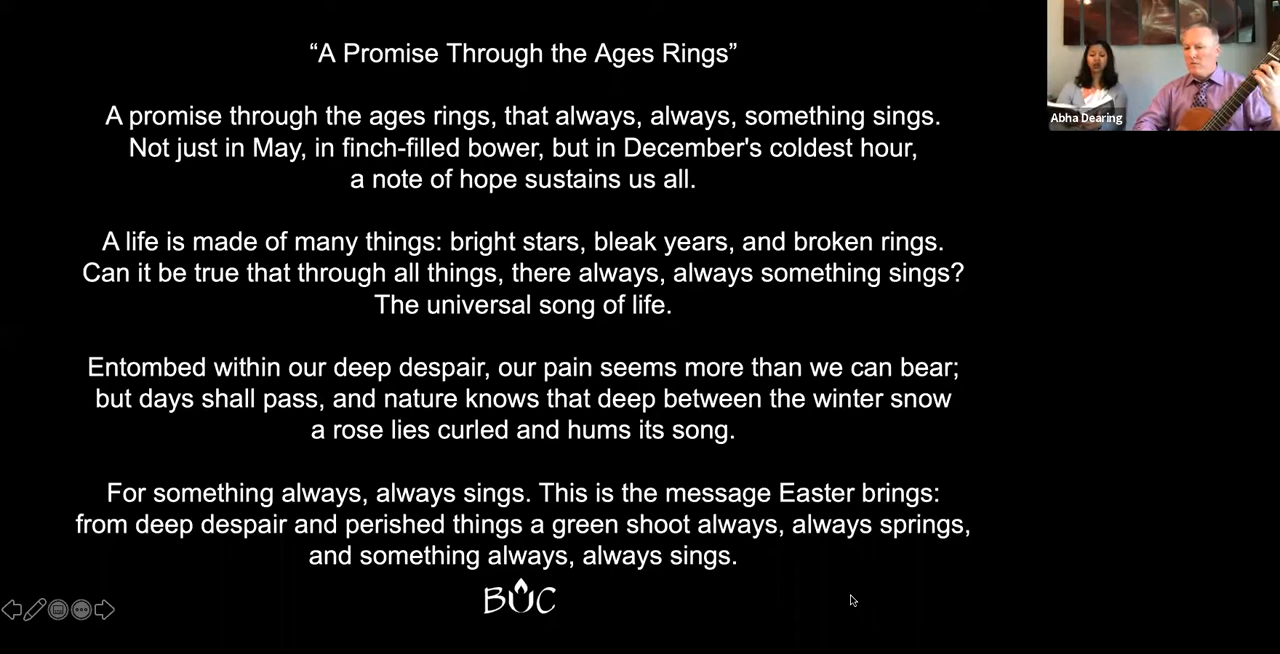 “A Promise Through the Ages Rings”
A promise through the ages rings, that always, always, something sings.
Not just in May, in finch-filled bower, but in December's coldest hour,
a note of hope sustains us all.
A life is made of many things: bright stars, bleak years, and broken rings.
Can it be true that through all things, there always, always something sings?
The universal song of life.
Entombed within our deep despair, our pain seems more than we can bear;
but days shall pass, and nature knows that deep between the winter snow
a rose lies curled and hums its song.
For something always, always sings. This is the message Easter brings:
from deep despair and perished things a green shoot always, always springs,
and something always, always sings.
BUC
Abha Dearing